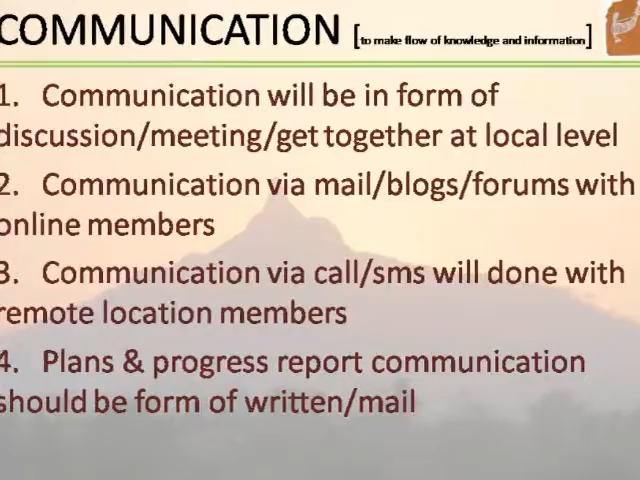 COMMUNICATION [to make flow of knowledge and information]
1. Communication will be in form of
discussion/meeting/get together at local level
2. Communication via mail/blogs/forums with
online members
3. Communication via call/sms will done with
remote location members
4. Plans & progress report communication
should be form of written/mail